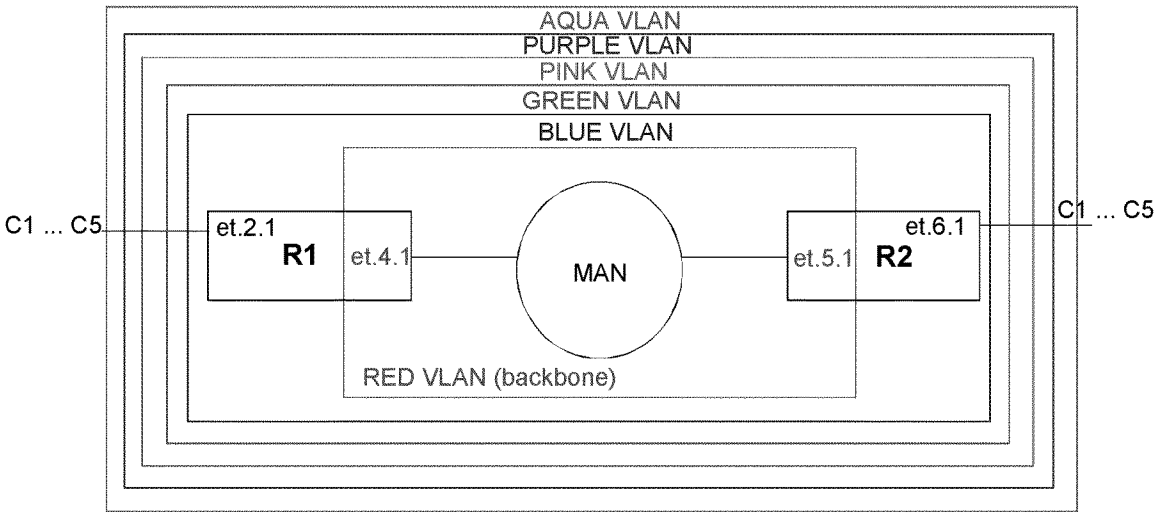 AQUA VLAN
PURPLE VLAN
PINK VLAN
GREEN VLAN
BLUE VLAN
C1 ... C5
et.2.1
R1
et.4.1
MAN
et.5.1
R2
et.6.1
C1 ... C5
RED VLAN (backbone)